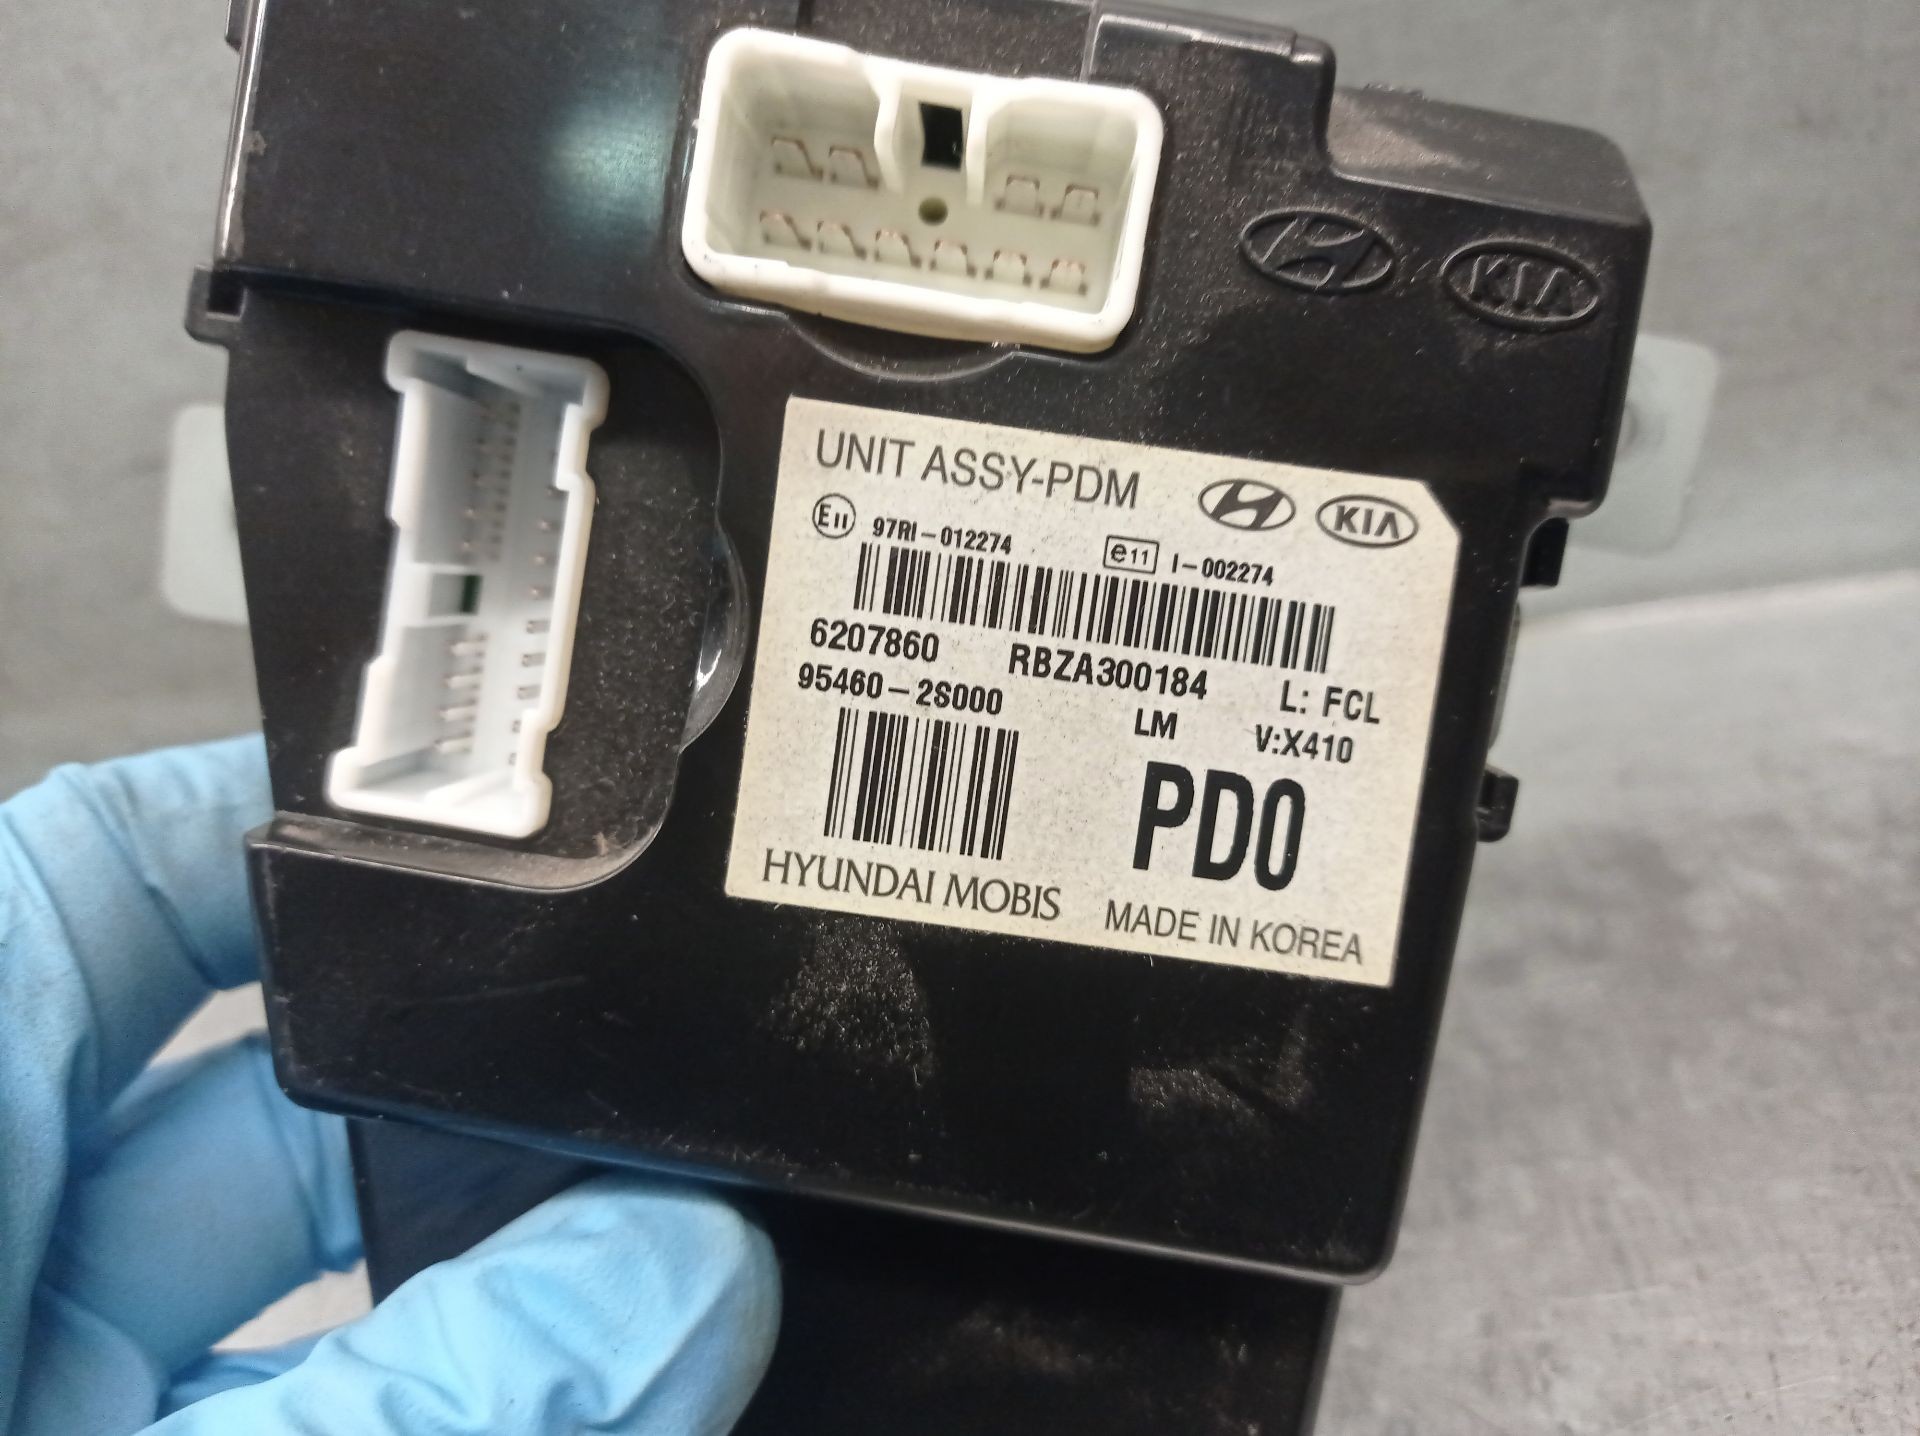 KIA
UNIT ASSY-PDM KIA
E11 97RI-012274 e11 I-002274
6207860 RBZA300184 L: FCL
95460-2S000 LM V:X410
PD0
HYUNDAI MOBIS MADE IN KOREA